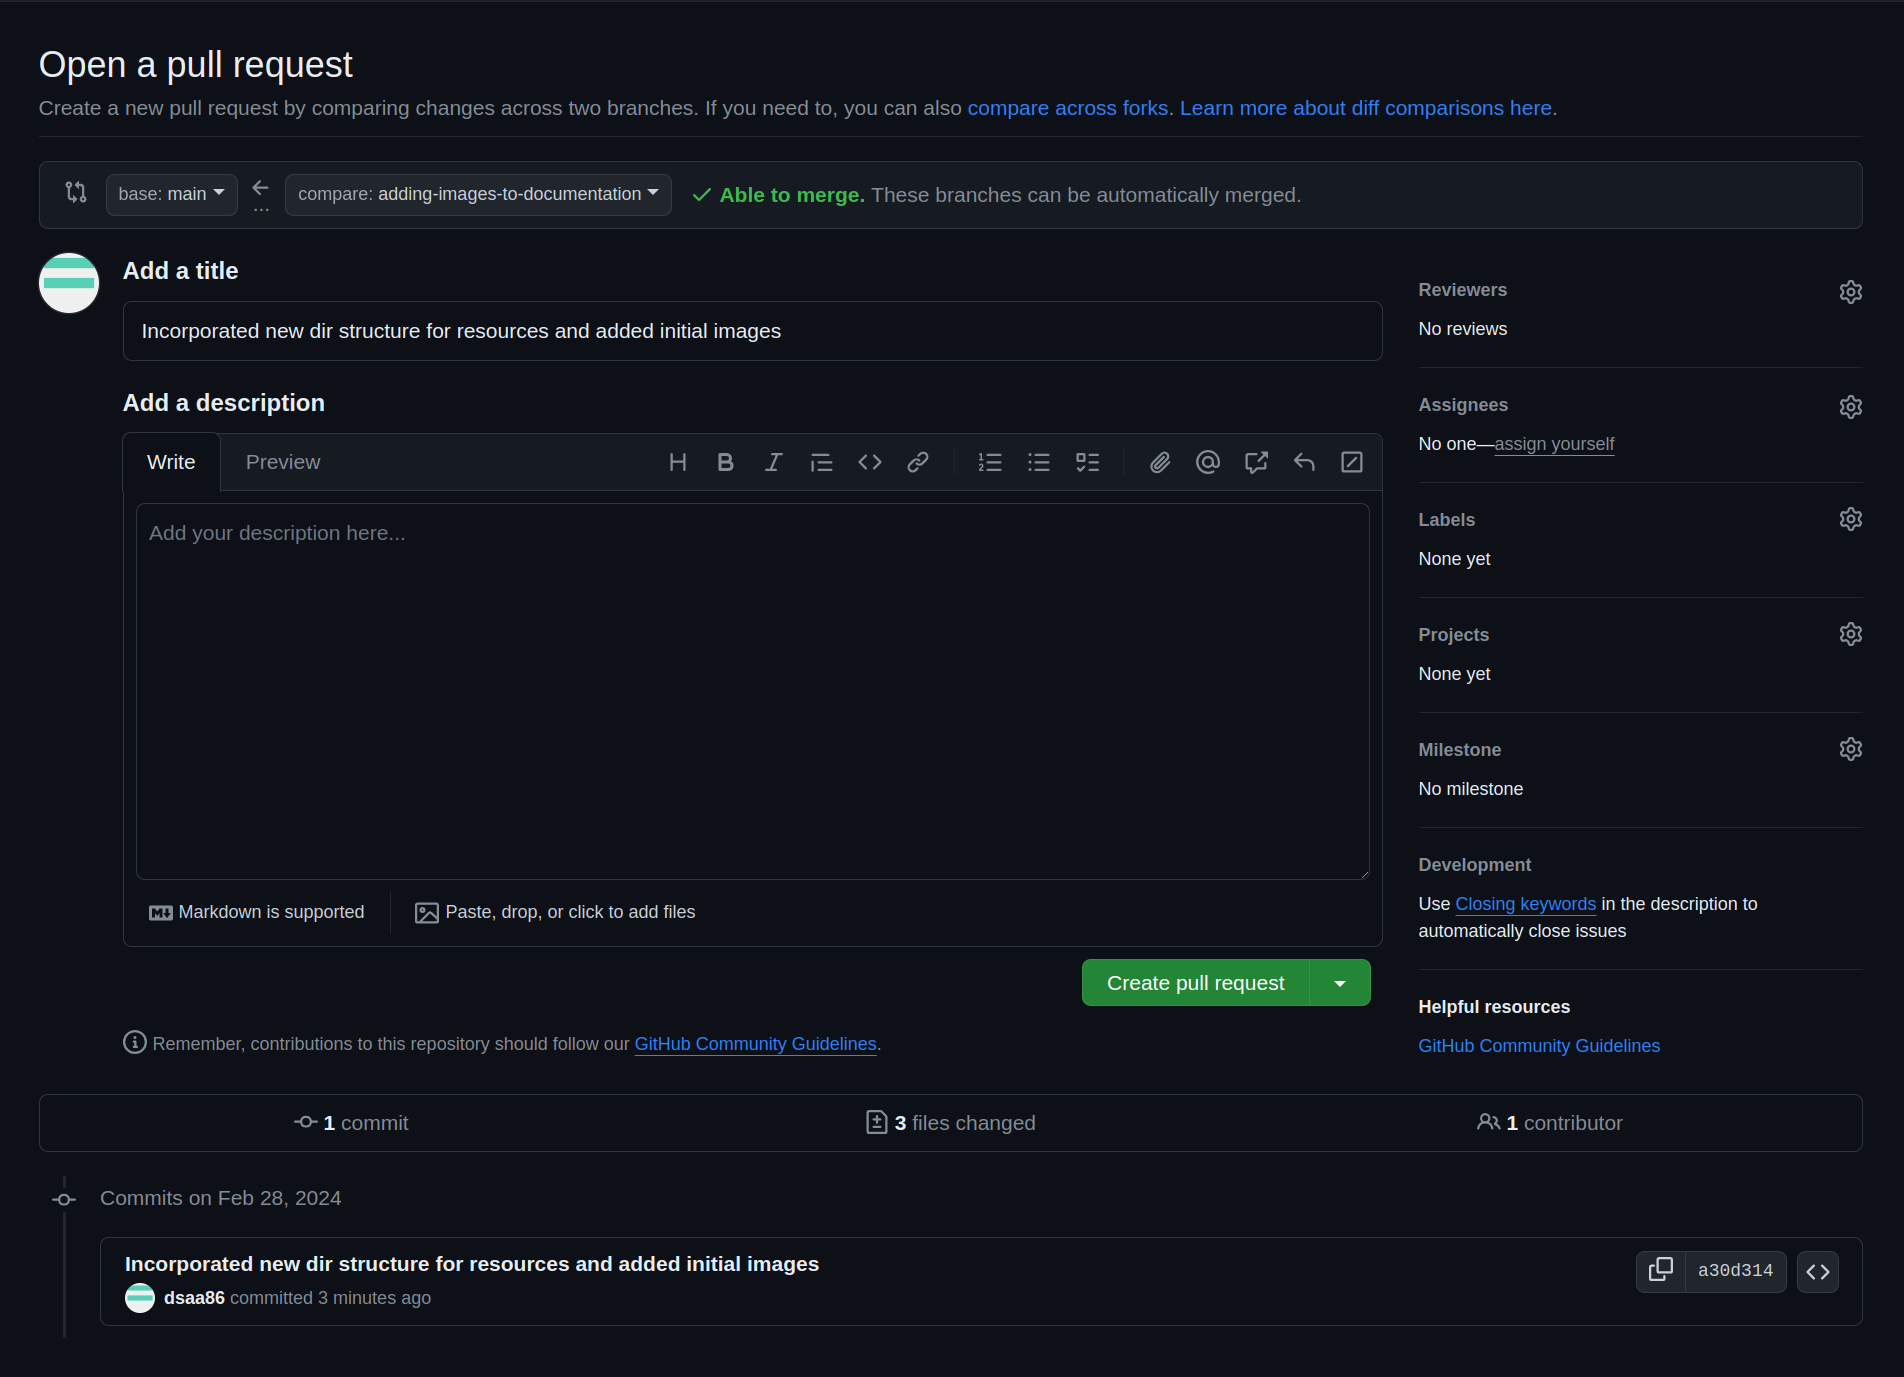 Open a pull request
Create a new pull request by comparing changes across two branches. If you need to, you can also compare across forks. Learn more about diff comparisons here.
base: main
...
compare: adding-images-to-documentation
Able to merge. These branches can be automatically merged.
Add a title
Incorporated new dir structure for resources and added initial images
Add a description
Write
Preview
Add your description here...
Markdown is supported
Paste, drop, or click to add files
Create pull request
Remember, contributions to this repository should follow our GitHub Community Guidelines.
Reviewers
No reviews
Assignees
No one—assign yourself
Labels
None yet
Projects
None yet
Milestone
No milestone
Development
Use Closing keywords in the description to
automatically close issues
Helpful resources
GitHub Community Guidelines
1 commit
3 files changed
1 contributor
Commits on Feb 28, 2024
Incorporated new dir structure for resources and added initial images
dsaa86 committed 3 minutes ago
a30d314